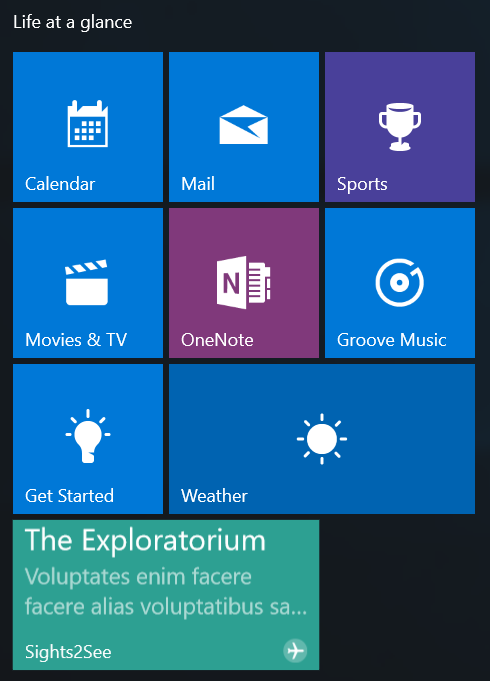 Life at a glance
Calendar
Mail
Sports
Movies & TV
N
OneNote
Groove Music
Get Started
Weather
The Exploratorium
Voluptates enim facere
facere alias voluptatibus sa...
Sights2See